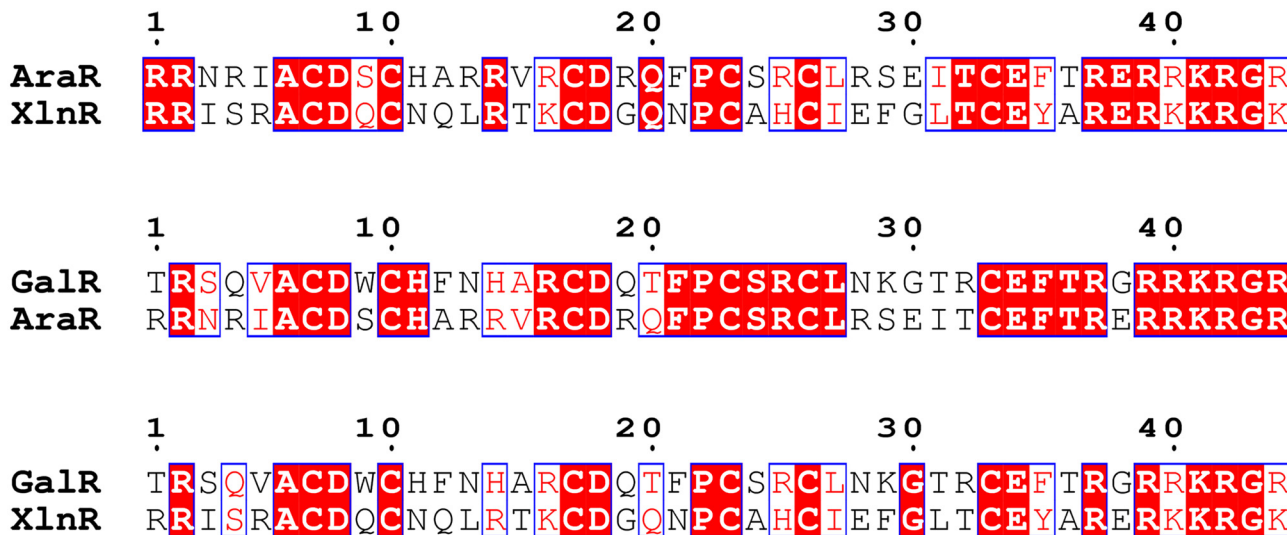 1 10 20 30 40
AraR RRNRIACDSCHARRVRCDRQFPCSRCLRSEITCEFTRERRKRGR
XlnR RRISRACDQCNQLRTKCDGQNPCAHCIEFGLTCEYARERKKRGK
1 10 20 30 40
GalR TRSQVACDWCHFNHARCDQTFPCSRCLNKGTRCEFTRGRRKRGR
AraR RRNRIACDSCHARRVRCDRQFPCSRCLRSEITCEFTRERRKRGR
1 10 20 30 40
GalR TRSQVACDWCHFNHARCDQTFPCSRCLNKGTRCEFTRGRRKRGR
XlnR RRISRACDQCNQLRTKCDGQNPCAHCIEFGLTCEYARERKKRGK